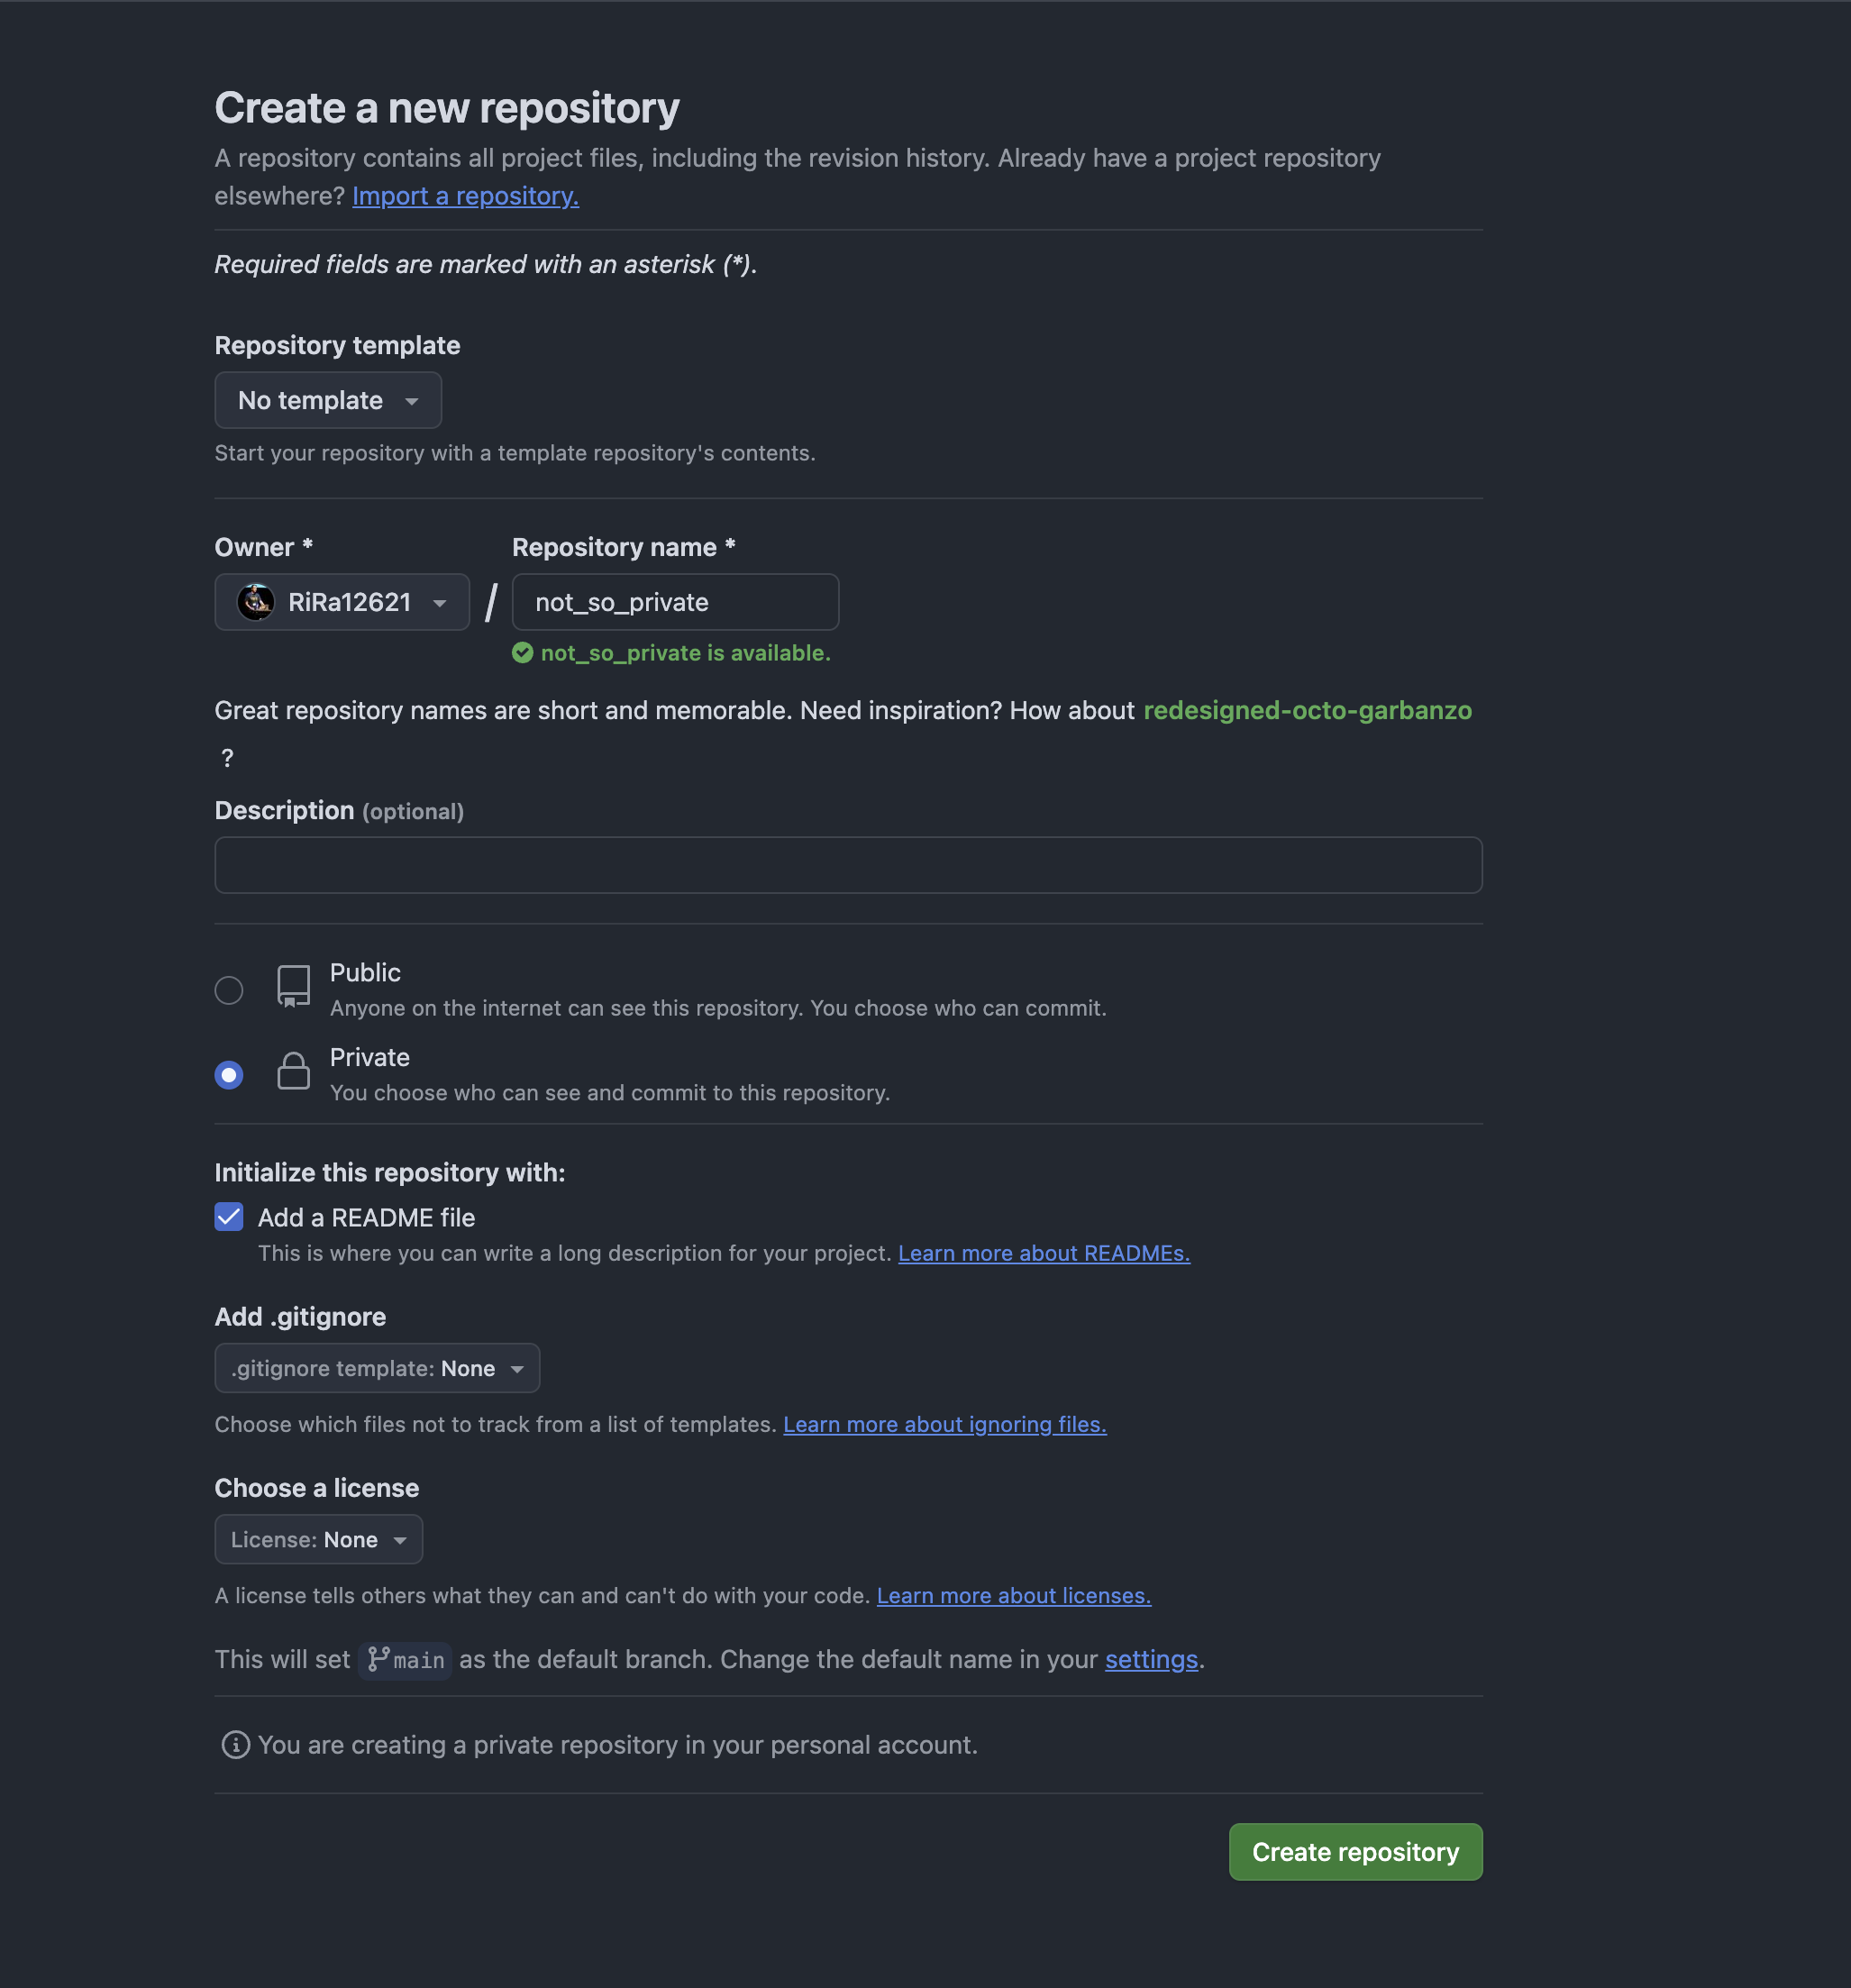 Create a new repository
A repository contains all project files, including the revision history. Already have a project repository
elsewhere? Import a repository.
Required fields are marked with an asterisk (*).
Repository template
No template
Start your repository with a template repository's contents.
Owner * Repository name *
RiRa12621 / not_so_private
not_so_private is available.
Great repository names are short and memorable. Need inspiration? How about redesigned-octo-garbanzo
?
Description (optional)
Public
Anyone on the internet can see this repository. You choose who can commit.
Private
You choose who can see and commit to this repository.
Initialize this repository with:
Add a README file
This is where you can write a long description for your project. Learn more about READMEs.
Add .gitignore
.gitignore template: None
Choose which files not to track from a list of templates. Learn more about ignoring files.
Choose a license
License: None
A license tells others what they can and can't do with your code. Learn more about licenses.
This will set main as the default branch. Change the default name in your settings.
You are creating a private repository in your personal account.
Create repository